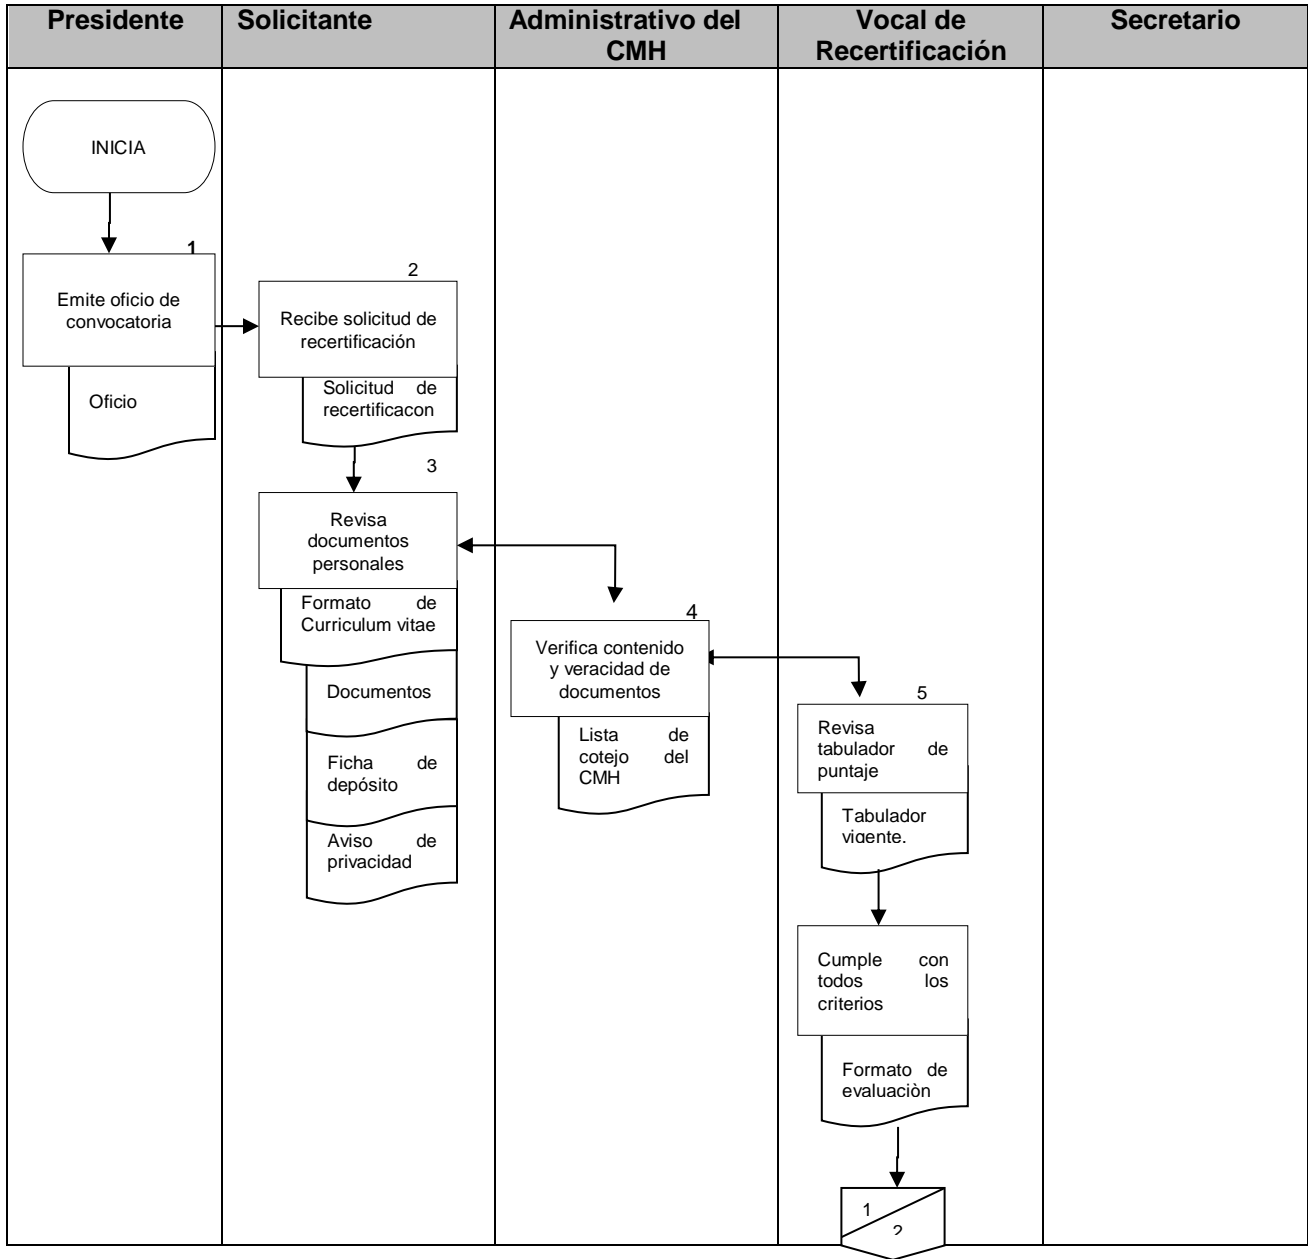 Presidente
Solicitante
Administrativo del
CMH
Vocal de
Recertificación
Secretario
INICIA
1
Emite oficio de
convocatoria
Oficio
2
Recibe solicitud de
recertificación
Solicitud de
recertificacon
3
Revisa
documentos
personales
Formato de
Curriculum vitae
Documentos
Ficha de
depósito
Aviso de
privacidad
4
Verifica contenido
y veracidad de
documentos
Lista de
cotejo del
CMH
5
Revisa
tabulador de
puntaje
Tabulador
vigente.
Cumple con
todos los
criterios
Formato de
evaluaciòn
1
2